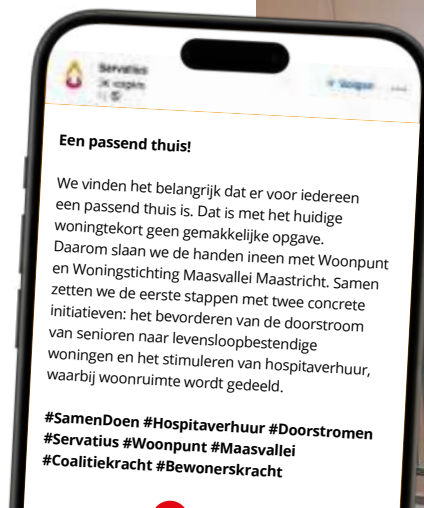 Servatius
Volgen
Een passend thuis!
We vinden het belangrijk dat er voor iedereen
een passend thuis is. Dat is met het huidige
woningtekort geen gemakkelijke opgave.
Daarom slaan we de handen ineen met Woonpunt
en Woningstichting Maasvallei Maastricht. Samen
zetten we de eerste stappen met twee concrete
initiatieven: het bevorderen van de doorstroom
van senioren naar levensloopbestendige
woningen en het stimuleren van hospitaverhuur,
waarbij woonruimte wordt gedeeld.
#SamenDoen #Hospitaverhuur #Doorstromen
#Servatius #Woonpunt #Maasvallei
#Coalitiekracht #Bewonerskracht